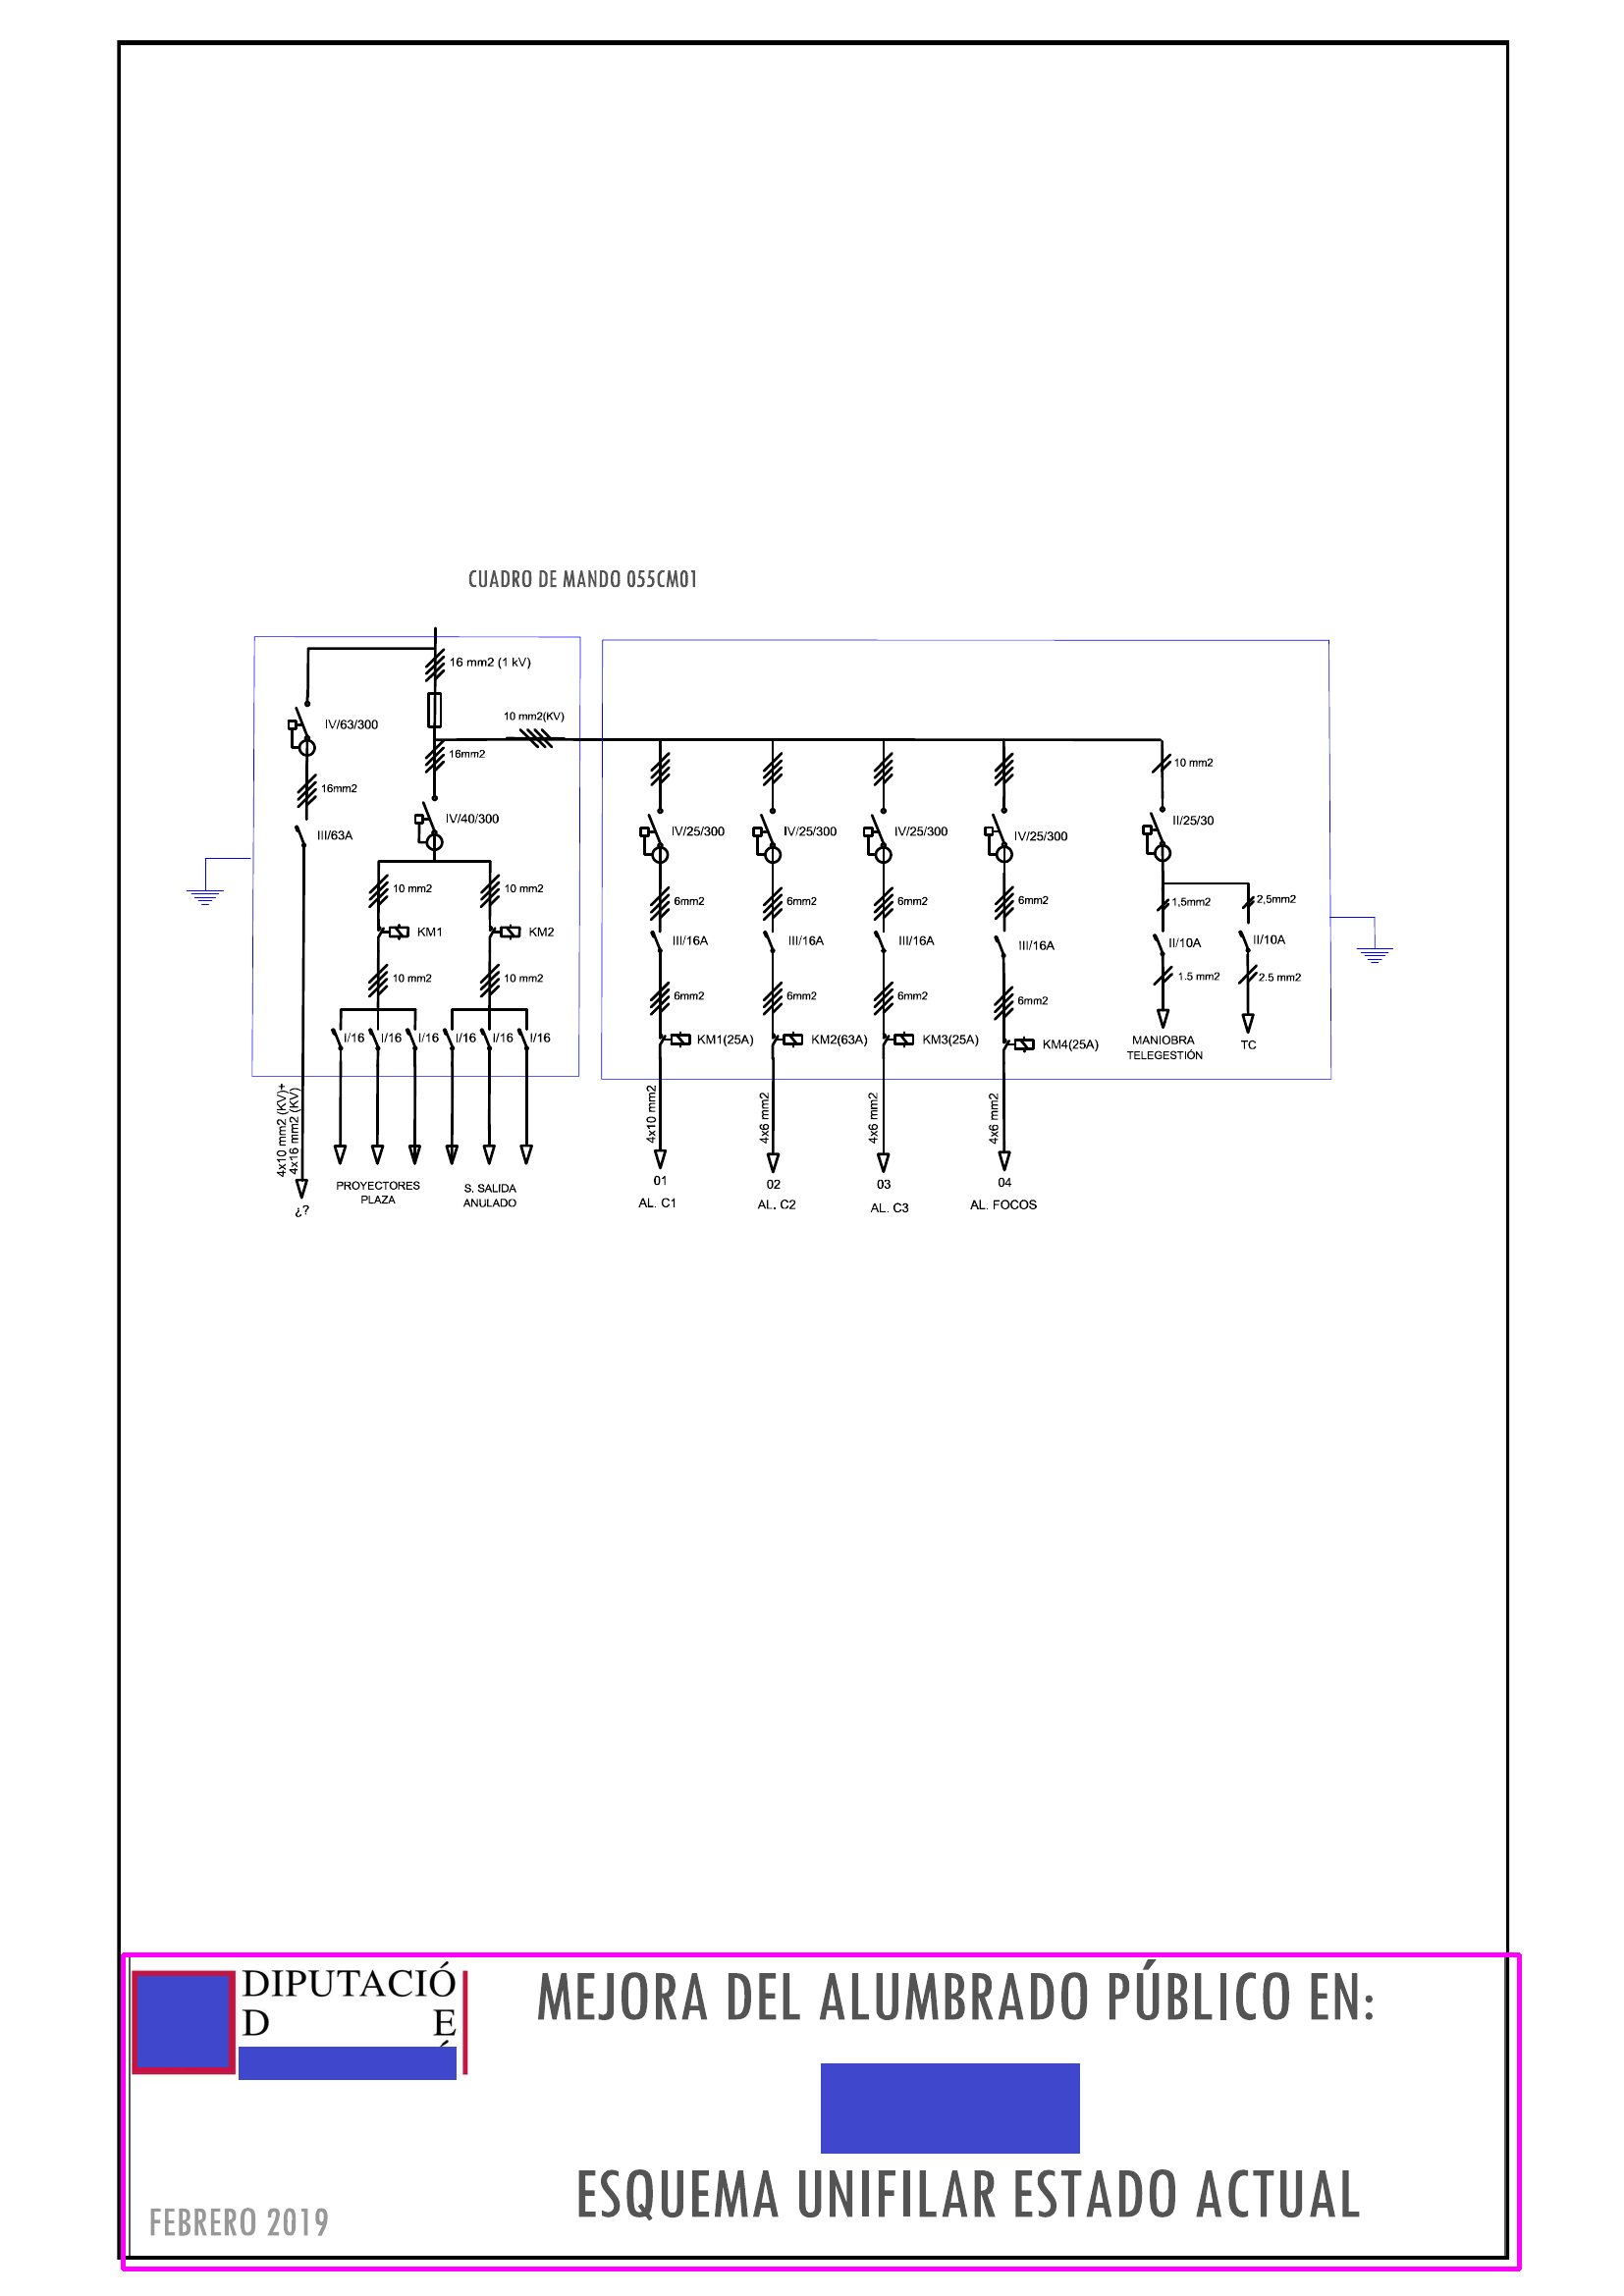 CUADRO DE MANDO 055CM01
16 mm2 (1 kV)
10 mm2(KV)
IV/63/300
16mm2
10 mm2
16mm2
III/63A
IV/40/300
IV/25/300
IV/25/300
IV/25/300
IV/25/300
II/25/30
10 mm2
10 mm2
6mm2
6mm2
6mm2
6mm2
1,5mm2
2,5mm2
KM1
KM2
III/16A
III/16A
III/16A
III/16A
II/10A
II/10A
10 mm2
10 mm2
6mm2
6mm2
6mm2
6mm2
1.5 mm2
2.5 mm2
I/16
I/16
I/16
I/16
I/16
I/16
KM1(25A)
KM2(63A)
KM3(25A)
KM4(25A)
MANIOBRA
TELEGESTIÓN
TC
4x10 mm2 (KV)+
4x16 mm2 (KV)
4x10 mm2
4x6 mm2
4x6 mm2
4x6 mm2
¿?
PROYECTORES
PLAZA
S. SALIDA
ANULADO
01
AL. C1
02
AL. C2
03
AL. C3
04
AL. FOCOS
DIPUTACIÓ
D E
MEJORA DEL ALUMBRADO PÚBLICO EN:
ESQUEMA UNIFILAR ESTADO ACTUAL
FEBRERO 2019